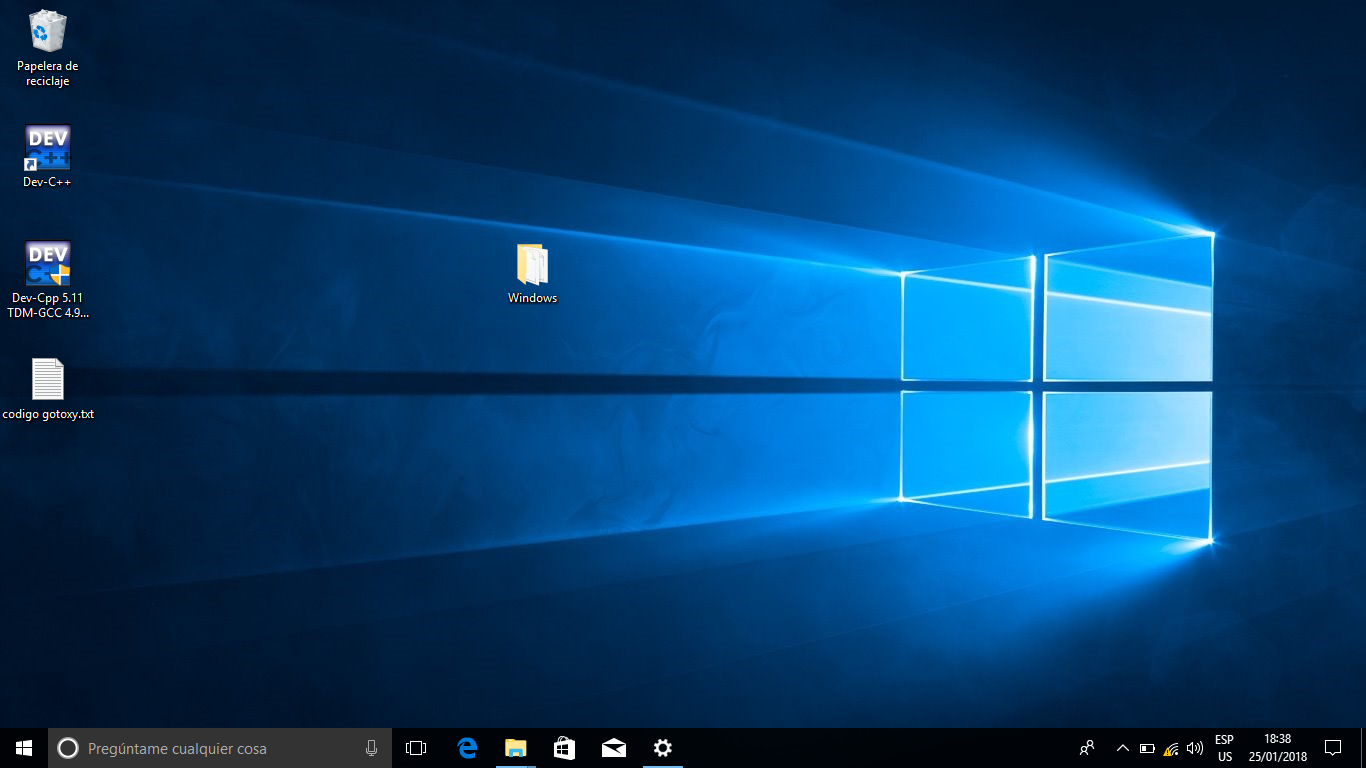 Papelera de
reciclaje
DEV
C++
Dev-C++
DEV
Dev-Cpp 5.11
TDM-GCC 4.9...
codigo gotoxy.txt
Windows
Pregúntame cualquier cosa
ESP
US
18:38
25/01/2018